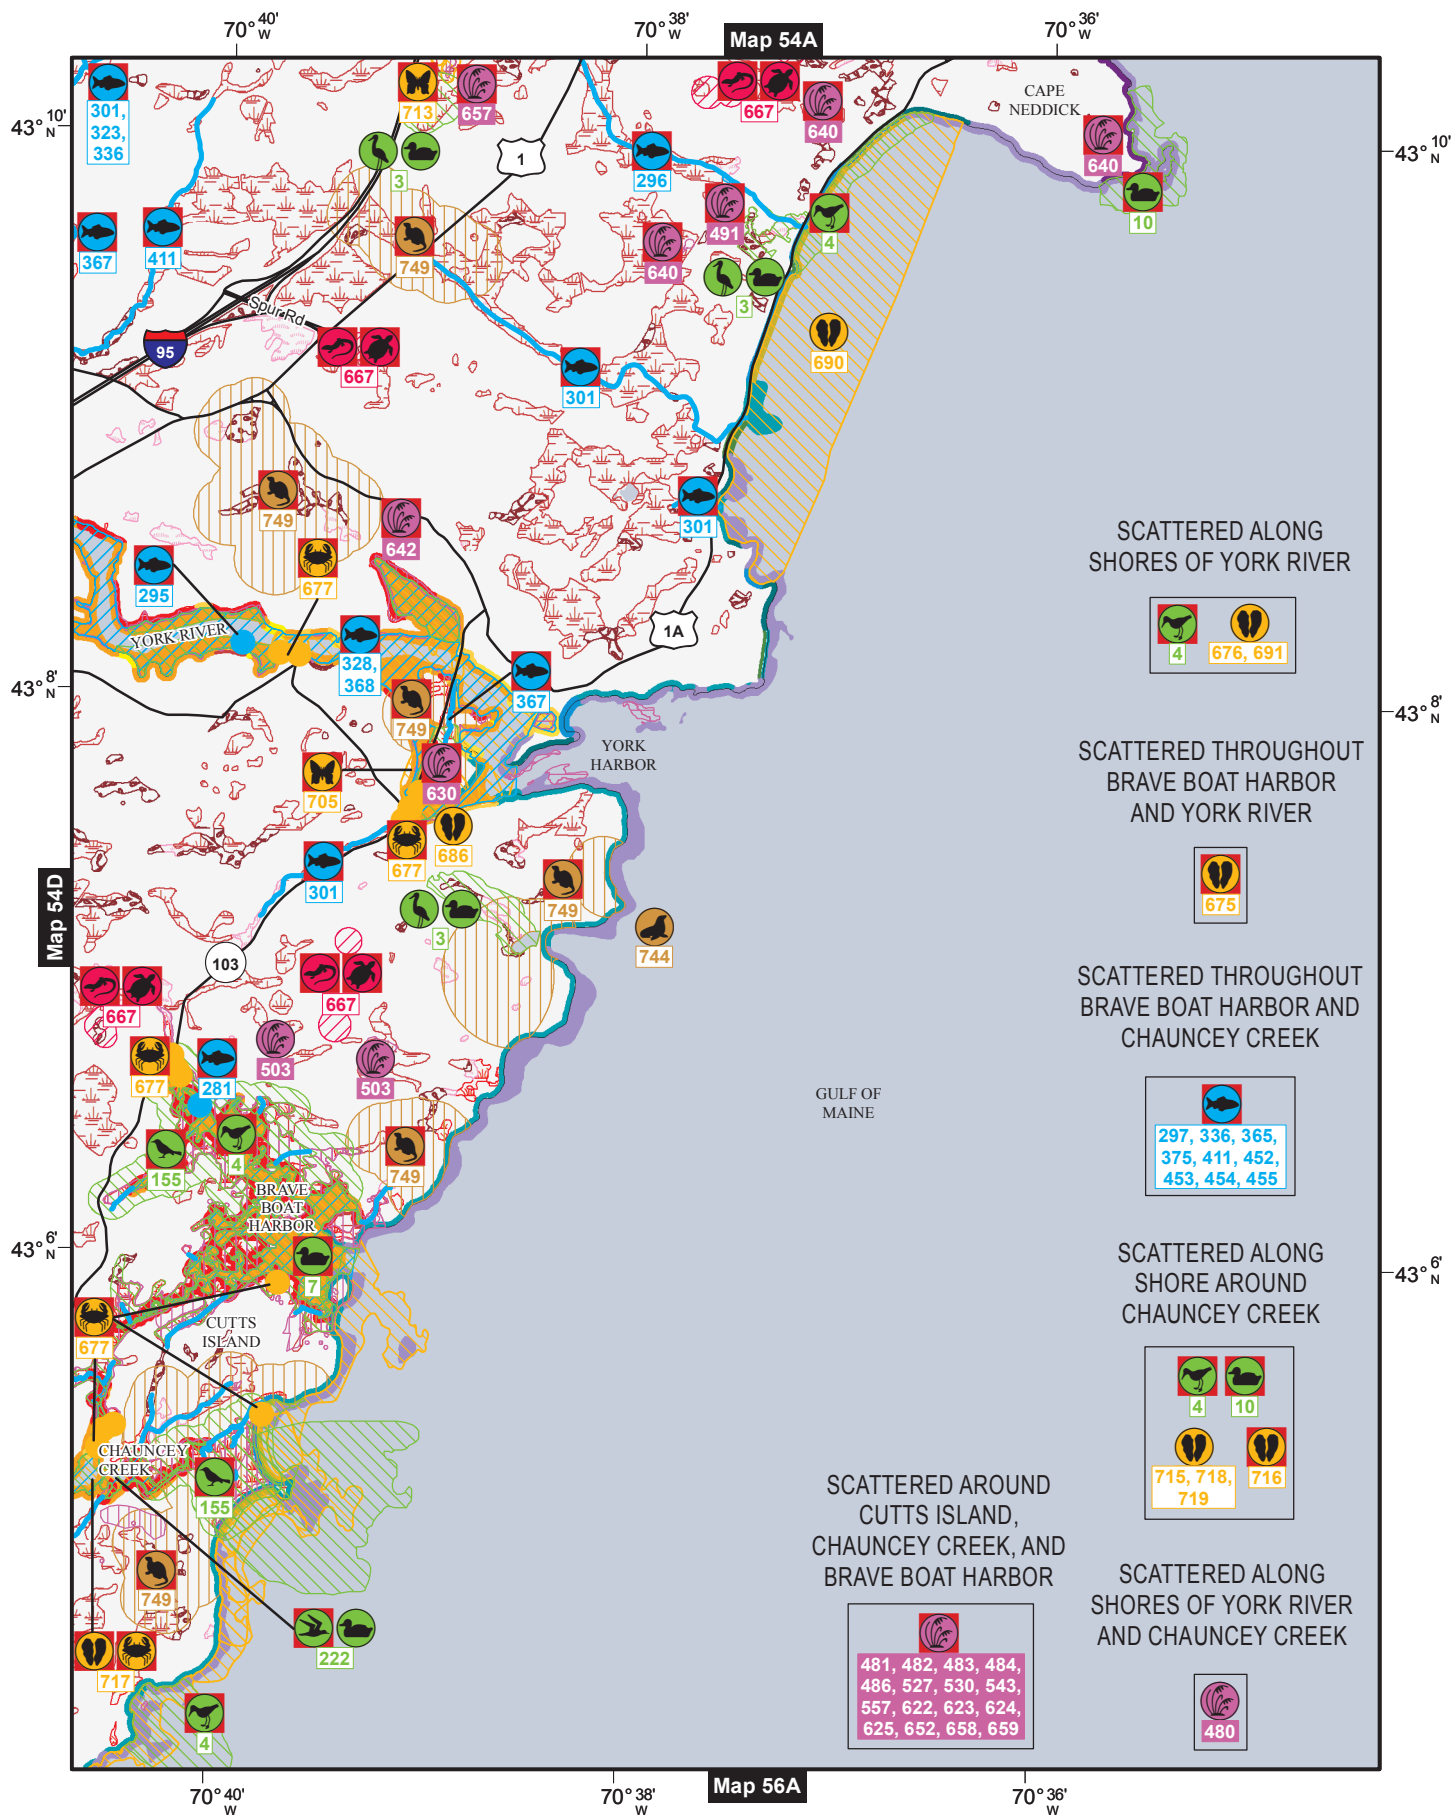 70°40' W
70°38' W
Map 54A
70°36' W
43°10' N
43°10' N
301,
323,
336
713
657
667
640
CAPE
NEDDICK
640
1
3
296
491
4
10
367
411
749
640
3
Spur Rd
95
667
301
690
749
642
301
SCATTERED ALONG
SHORES OF YORK RIVER
4
676, 691
295
677
YORK RIVER
328,
368
1A
367
43°8' N
43°8' N
749
YORK
HARBOR
SCATTERED THROUGHOUT
BRAVE BOAT HARBOR
AND YORK RIVER
675
705
630
677
686
301
749
3
744
Map 54D
103
667
667
SCATTERED THROUGHOUT
BRAVE BOAT HARBOR AND
CHAUNCEY CREEK
297, 336, 365,
375, 411, 452,
453, 454, 455
677
281
503
503
GULF OF
MAINE
155
4
749
BRAVE
BOAT
HARBOR
43°6' N
43°6' N
7
SCATTERED ALONG
SHORE AROUND
CHAUNCEY CREEK
4
10
715, 718,
719
716
677
CUTTS
ISLAND
CHAUNCEY
CREEK
155
749
717
222
4
SCATTERED AROUND
CUTTS ISLAND,
CHAUNCEY CREEK, AND
BRAVE BOAT HARBOR
481, 482, 483, 484,
486, 527, 530, 543,
557, 622, 623, 624,
625, 652, 658, 659
SCATTERED ALONG
SHORES OF YORK RIVER
AND CHAUNCEY CREEK
480
70°40' W
70°38' W
Map 56A
70°36' W